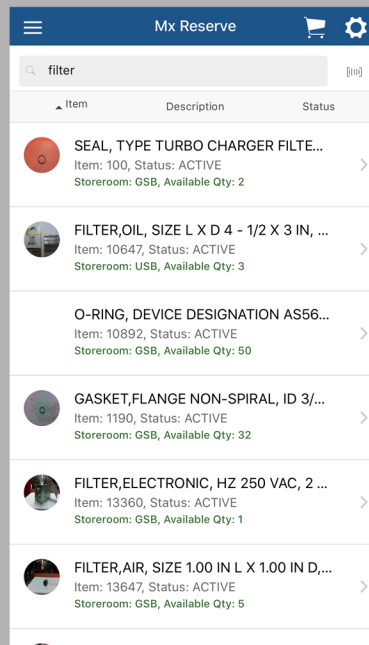 Mx Reserve
filter
Item Description Status
SEAL, TYPE TURBO CHARGER FILTE...
Item: 100, Status: ACTIVE
Storeroom: GSB, Available Qty: 2
FILTER,OIL, SIZE L X D 4 - 1/2 X 3 IN, ...
Item: 10647, Status: ACTIVE
Storeroom: USB, Available Qty: 3
O-RING, DEVICE DESIGNATION AS56...
Item: 10892, Status: ACTIVE
Storeroom: GSB, Available Qty: 50
GASKET,FLANGE NON-SPIRAL, ID 3/...
Item: 1190, Status: ACTIVE
Storeroom: GSB, Available Qty: 32
FILTER,ELECTRONIC, HZ 250 VAC, 2 ...
Item: 13360, Status: ACTIVE
Storeroom: GSB, Available Qty: 1
FILTER,AIR, SIZE 1.00 IN L X 1.00 IN D,...
Item: 13647, Status: ACTIVE
Storeroom: GSB, Available Qty: 5